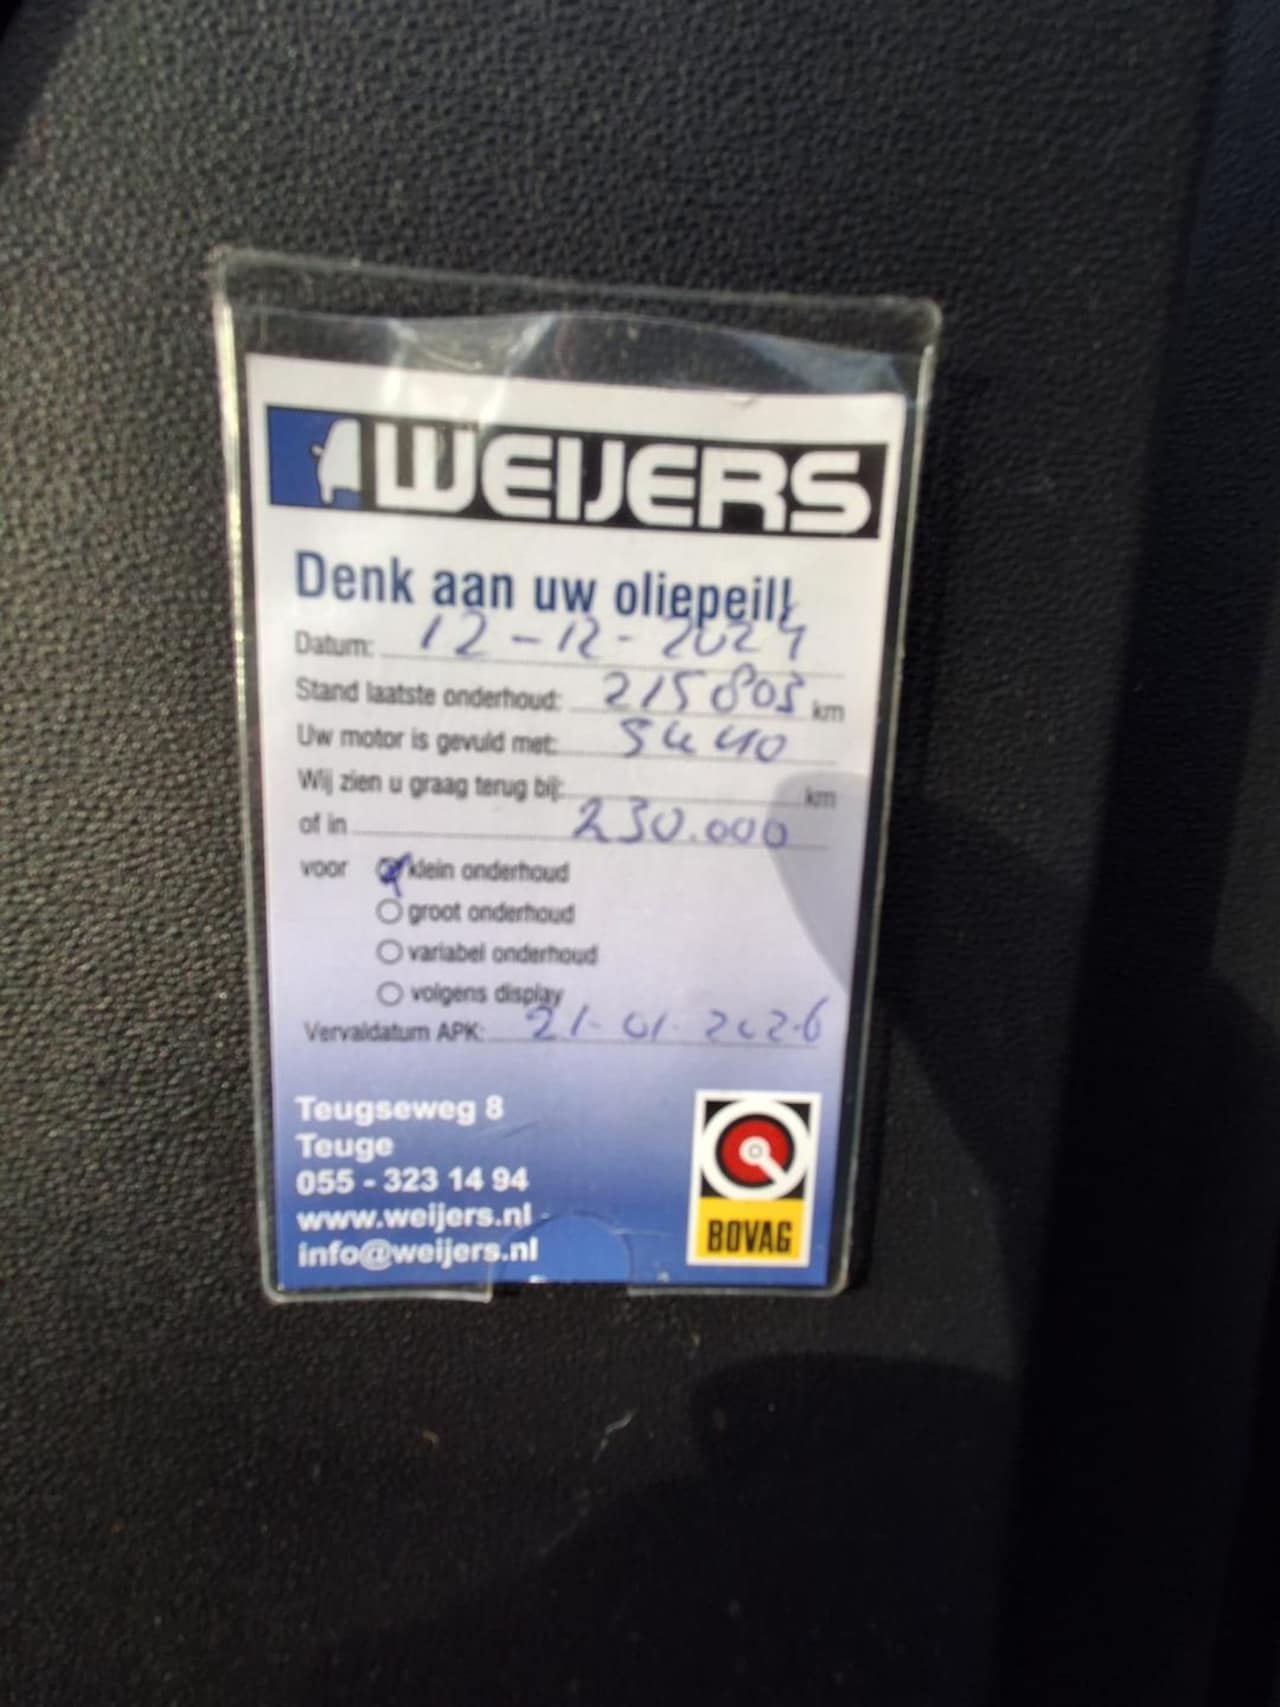 WEIJERS
Denk aan uw oliepeil!
Datum: 12-12-2024
Stand laatste onderhoud: 215803 km
Uw motor is gevuld met: 5w40
Wij zien u graag terug bij: km
of in 230.000
voor klein onderhoud
groot onderhoud
variabel onderhoud
volgens display
Vervaldatum APK: 21-01-2026
Teugseweg 8
Teuge
055 - 323 14 94
www.weijers.nl
info@weijers.nl
BOVAG